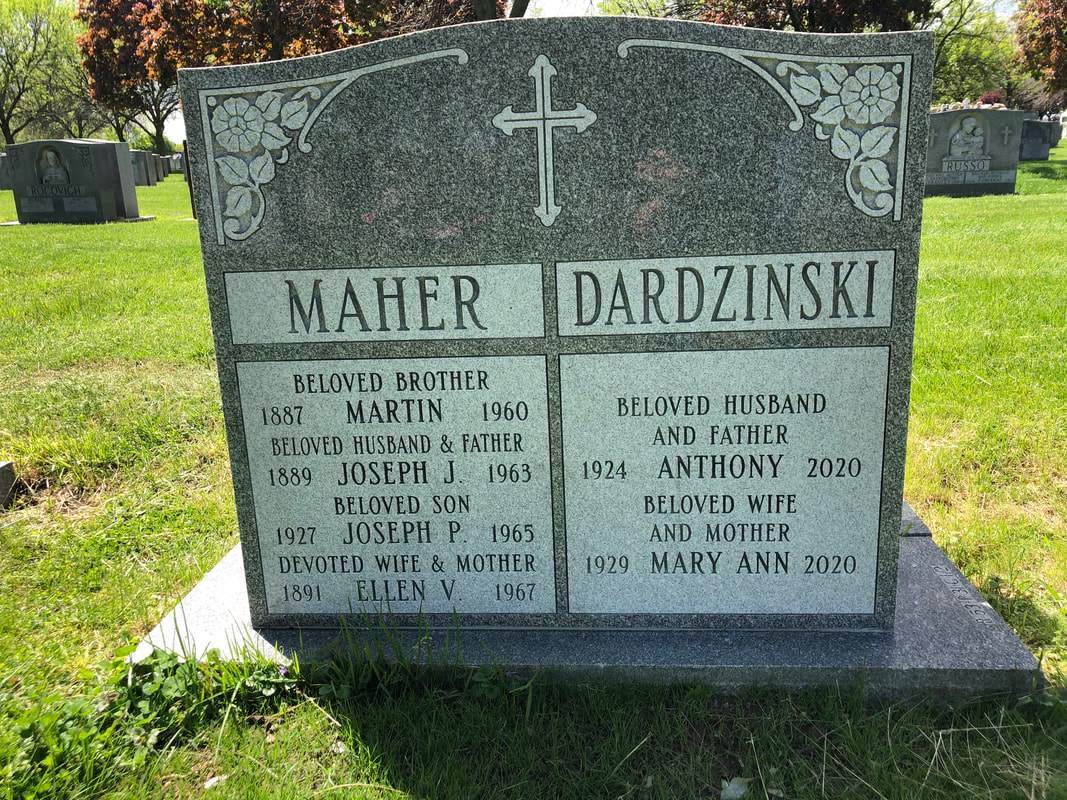 MAHER
BELOVED BROTHER
1887 MARTIN 1960
BELOVED HUSBAND & FATHER
1889 JOSEPH J. 1963
BELOVED SON
1927 JOSEPH P. 1965
DEVOTED WIFE & MOTHER
1891 ELLEN V. 1967
DARDZINSKI
BELOVED HUSBAND
AND FATHER
1924 ANTHONY 2020
BELOVED WIFE
AND MOTHER
1929 MARY ANN 2020
BOCOVICH
RUSSO